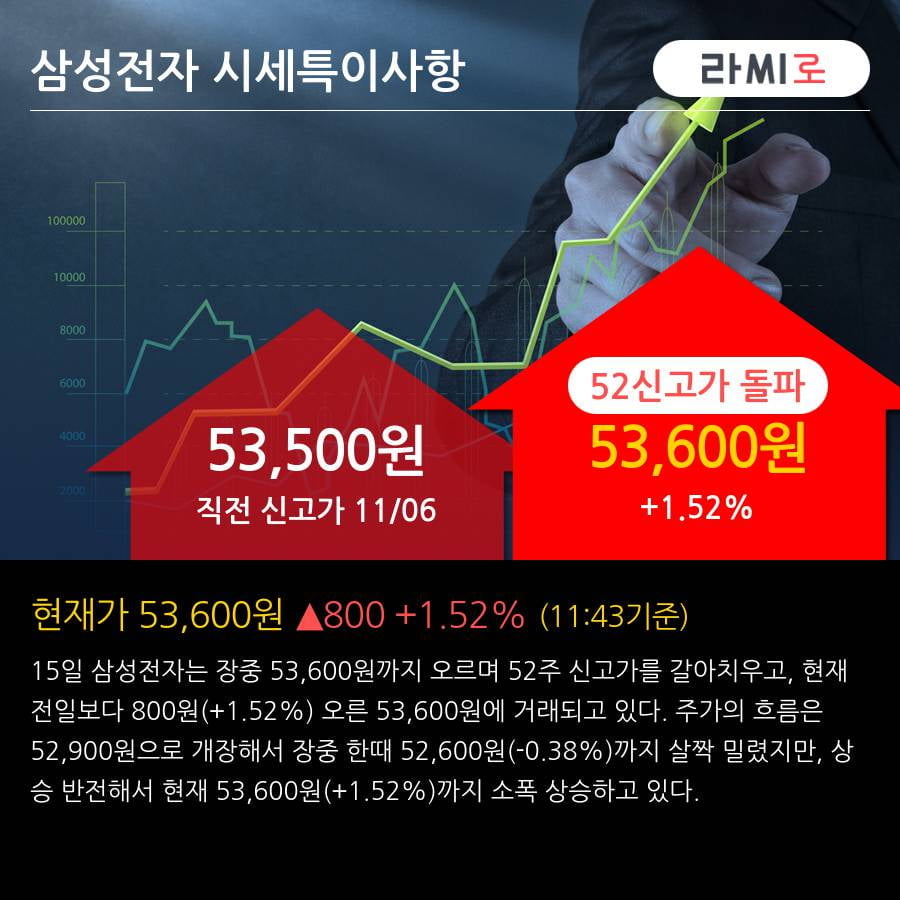 삼성전자 시세특이사항
라씨로
100000
10000
8000
6000
4000
2000
52신고가 돌파
53,500원
53,600원
직전 신고가 11/06
+1.52%
현재가 53,600원 ▲800 +1.52% (11:43기준)
15일 삼성전자는 장중 53,600원까지 오르며 52주 신고가를 갈아치우고, 현재
전일보다 800원(+1.52%) 오른 53,600원에 거래되고 있다. 주가의 흐름은
52,900원으로 개장해서 장중 한때 52,600원(-0.38%)까지 살짝 밀렸지만, 상
승 반전해서 현재 53,600원(+1.52%)까지 소폭 상승하고 있다.